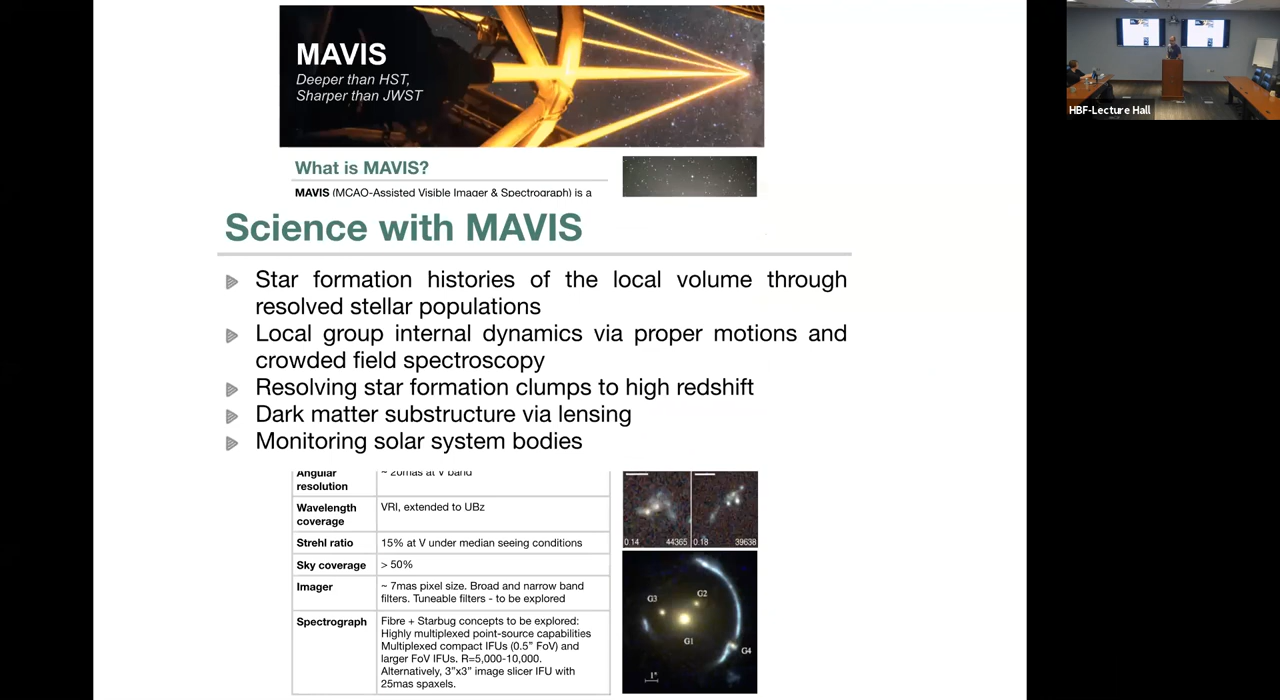 MAVIS
Deeper than HST,
Sharper than JWST
HBF-Lecture Hall
What is MAVIS?
MAVIS (MCAO-Assisted Visible Imager & Spectrograph) is a
Science with MAVIS
Star formation histories of the local volume through
resolved stellar populations
Local group internal dynamics via proper motions and
crowded field spectroscopy
Resolving star formation clumps to high redshift
Dark matter substructure via lensing
Monitoring solar system bodies
Angular
resolution
~ 20mas at V band
Wavelength
coverage
VRI, extended to UBz
Strehl ratio
15% at V under median seeing conditions
Sky coverage
> 50%
Imager
~ 7mas pixel size. Broad and narrow band
filters. Tuneable filters - to be explored
Spectrograph
Fibre + Starbug concepts to be explored:
Highly multiplexed point-source capabilities
Multiplexed compact IFUs (0.5" FoV) and
larger FoV IFUs. R=5,000-10,000.
Alternatively, 3"x3" image slicer IFU with
25mas spaxels.
0.14 44365
0.18 39638
G3
G2
G1
G4
1"